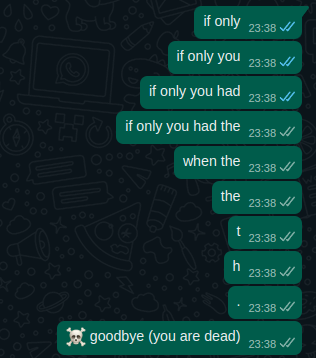 if only 23:38
if only you 23:38
if only you had 23:38
if only you had the 23:38
when the 23:38
the 23:38
t 23:38
h 23:38
. 23:38
☠️ goodbye (you are dead) 23:38